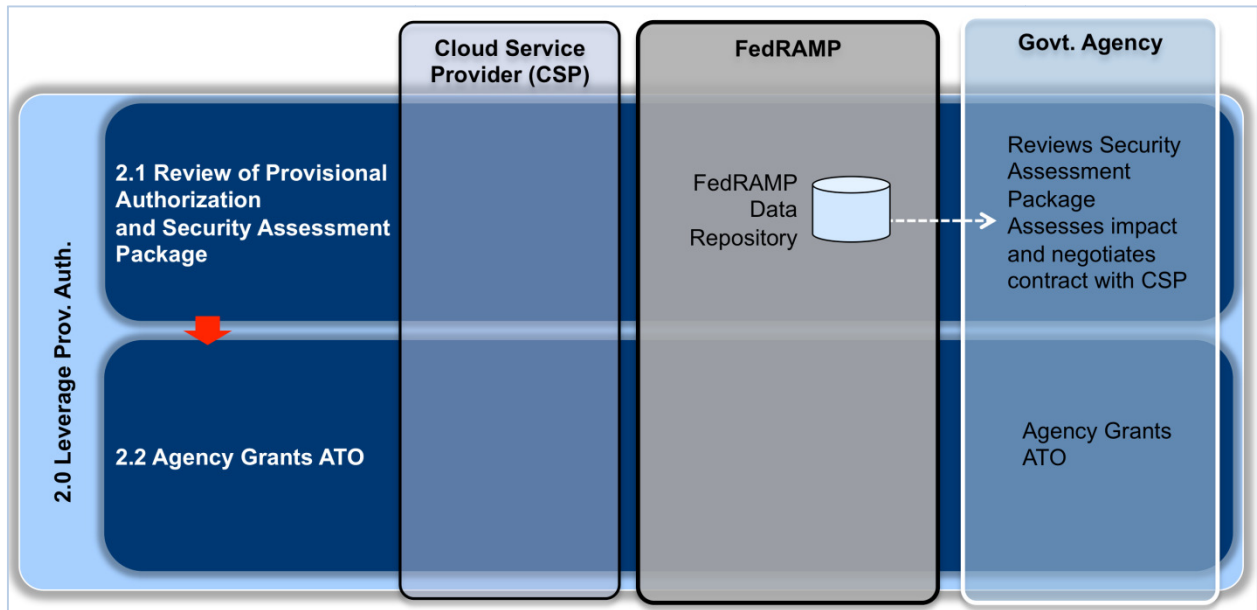 Cloud Service
Provider (CSP)
FedRAMP
Govt. Agency
2.0 Leverage Prov. Auth.
2.1 Review of Provisional
Authorization
and Security Assessment
Package
FedRAMP
Data
Repository
Reviews Security
Assessment
Package
Assesses impact
and negotiates
contract with CSP
2.2 Agency Grants ATO
Agency Grants
ATO